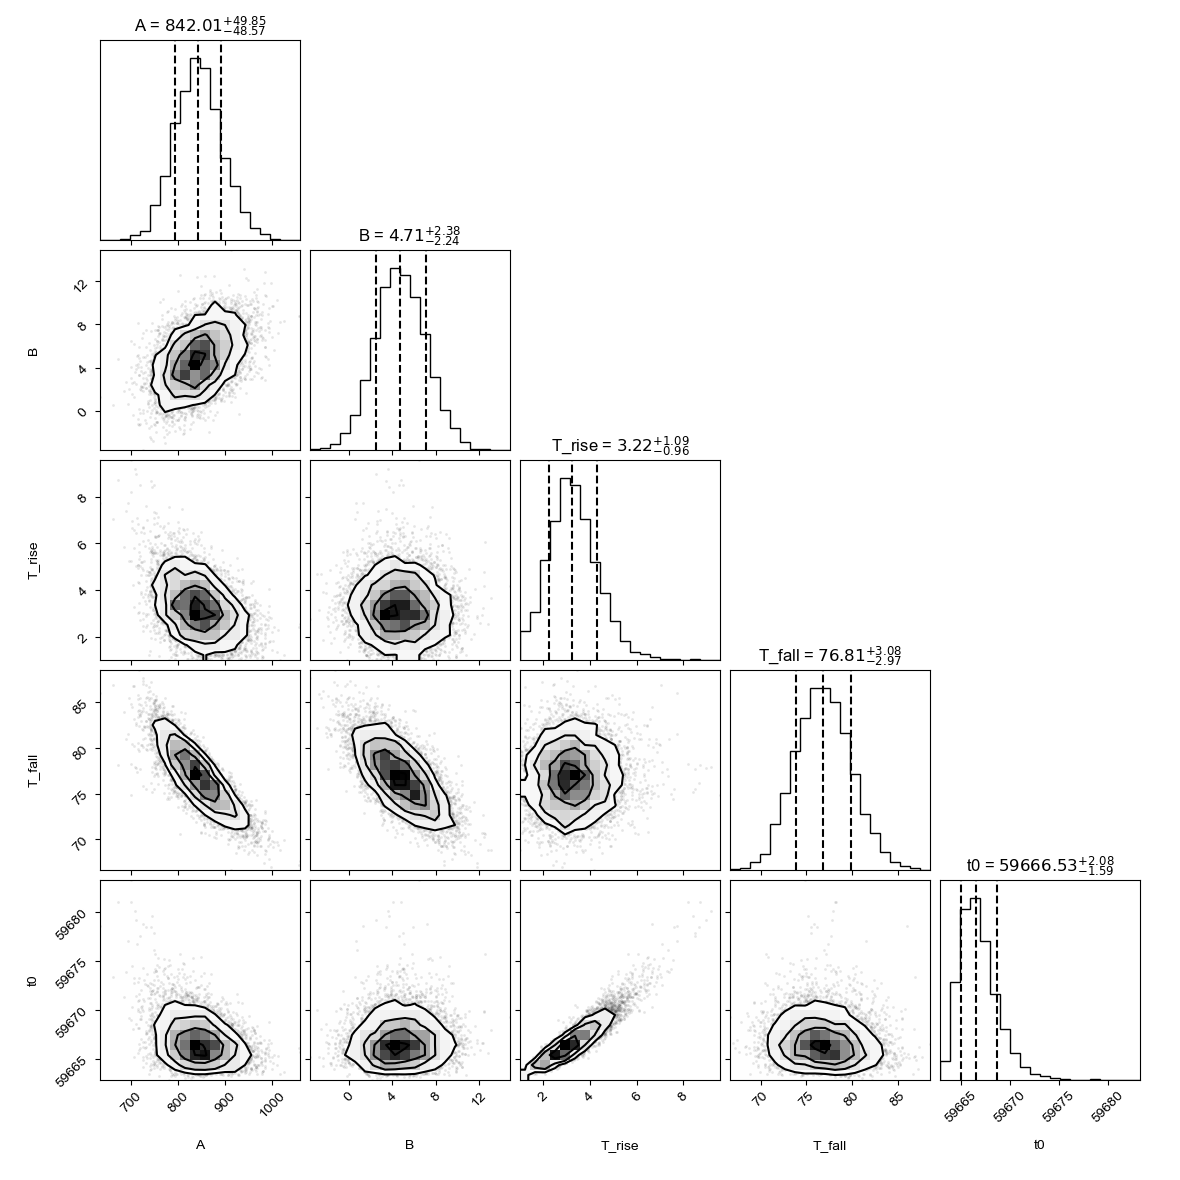 A = 842.01+49.85−48.57
B = 4.71+2.38−2.24
12
8
4
0
B
T_rise = 3.22+1.09−0.96
8
6
4
2
T_rise
T_fall = 76.81+3.08−2.97
85
80
75
70
T_fall
t0 = 59666.53+2.08−1.59
59680
59675
59670
59665
t0
700 800 900 1000 0 4 8 12 2 4 6 8 70 75 80 85 59665 59670 59675 59680
A B T_rise T_fall t0